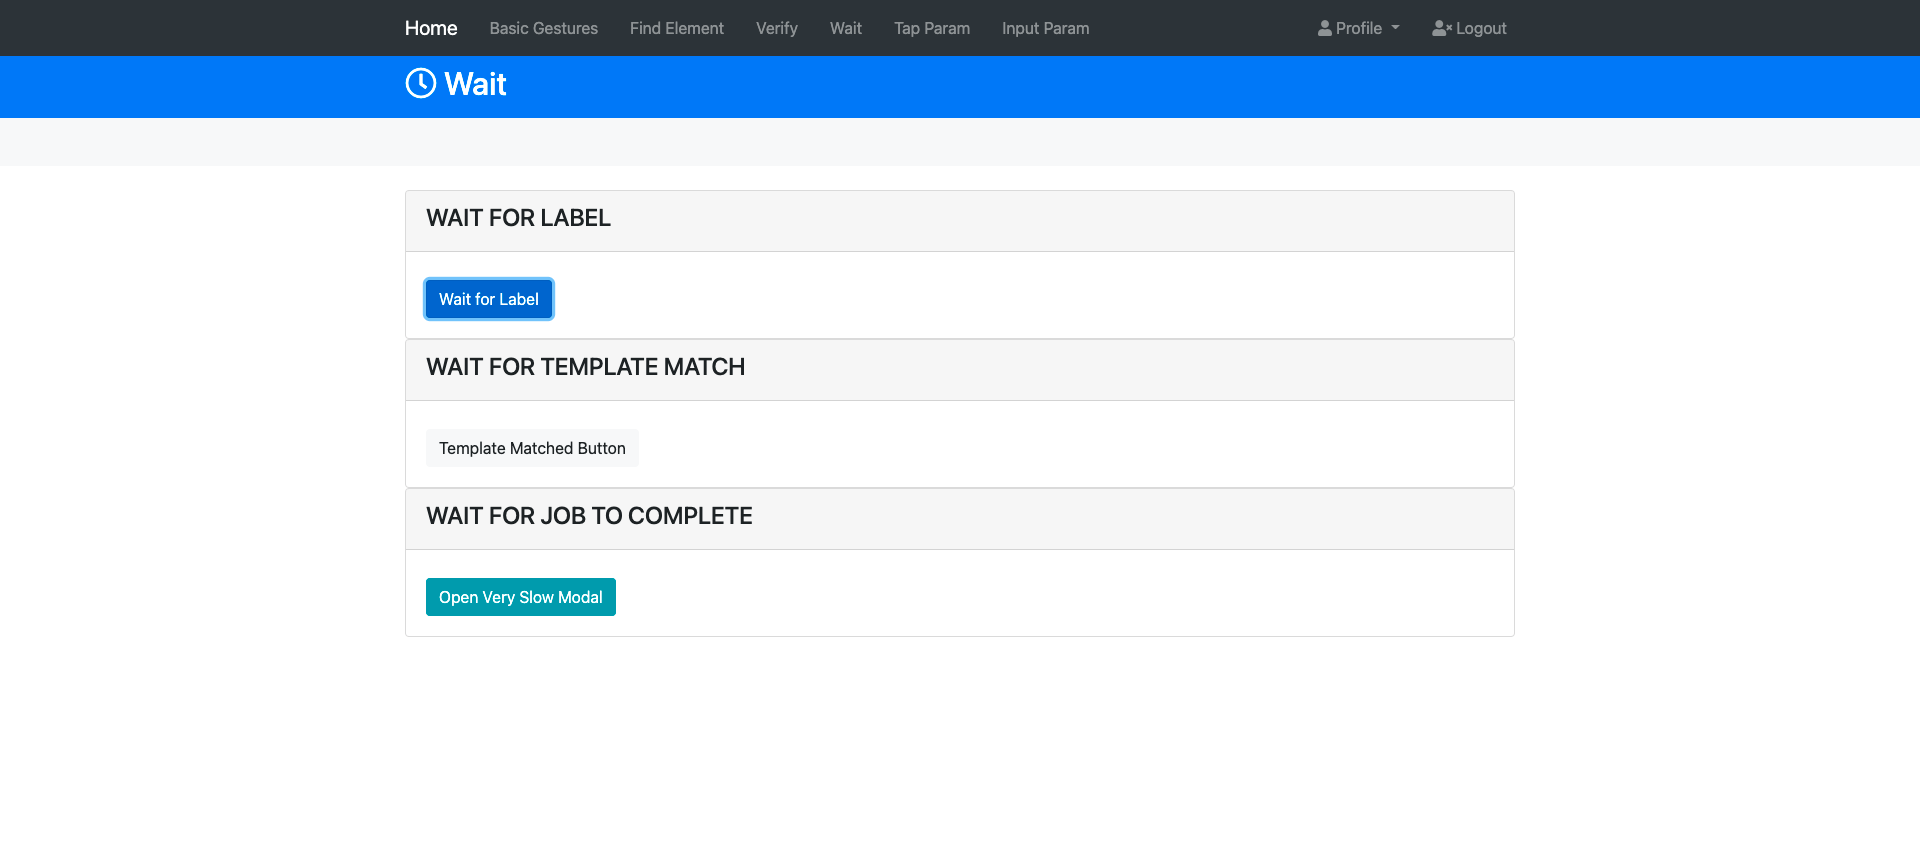 Home Basic Gestures Find Element Verify Wait Tap Param Input Param Profile Logout
Wait
WAIT FOR LABEL
Wait for Label
WAIT FOR TEMPLATE MATCH
Template Matched Button
WAIT FOR JOB TO COMPLETE
Open Very Slow Modal